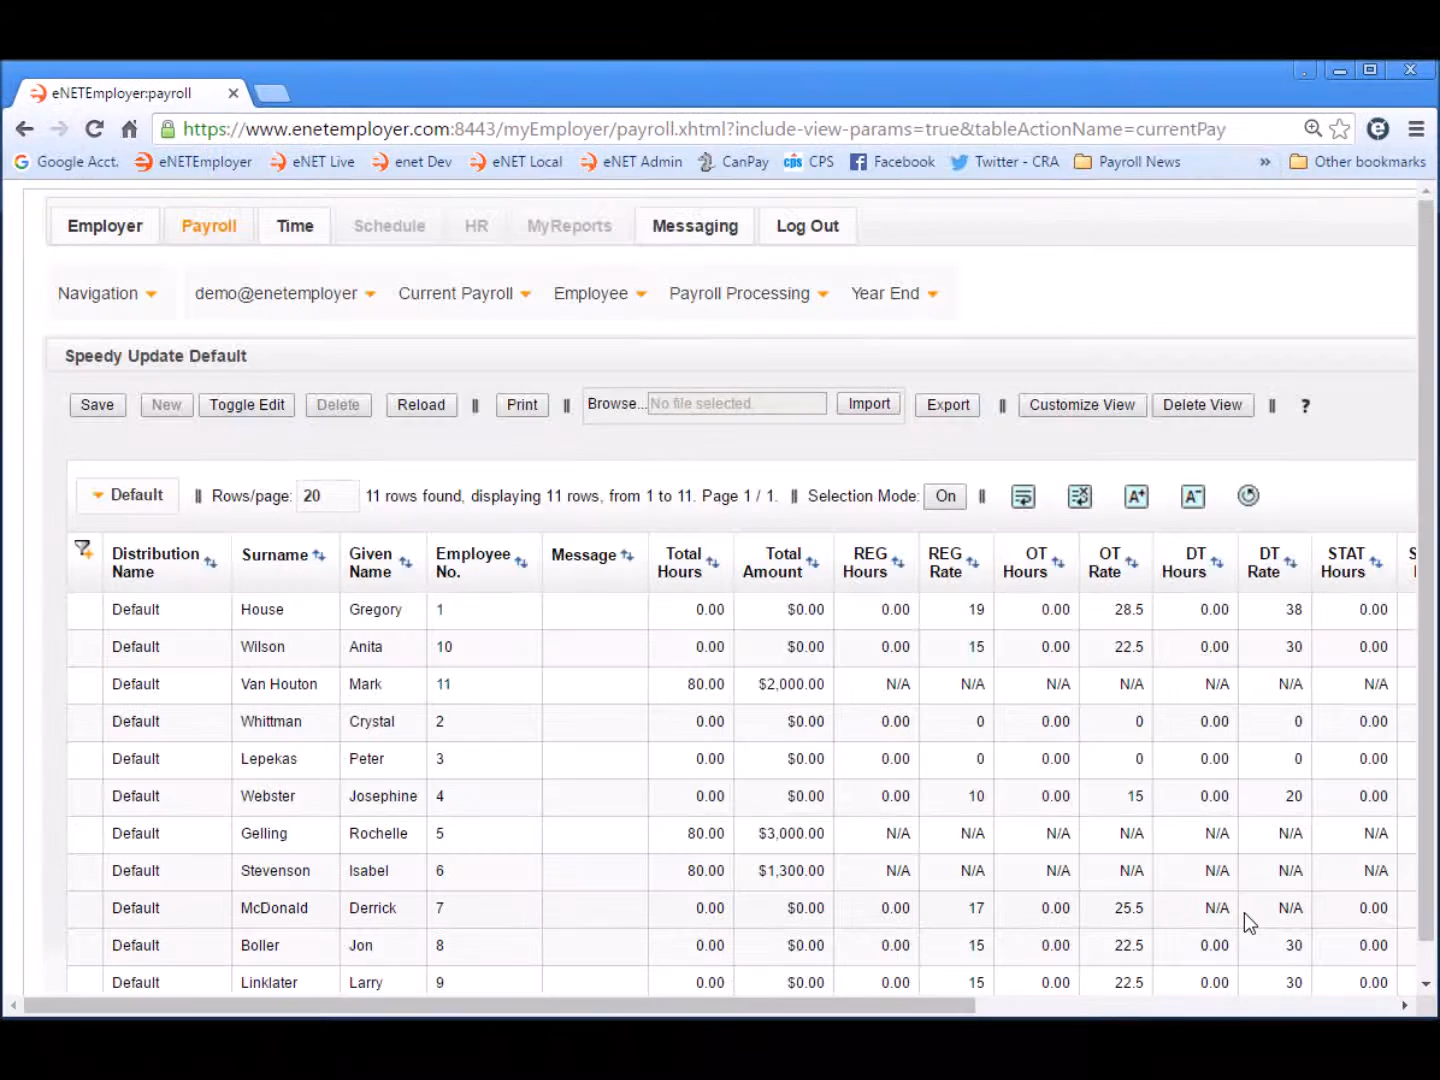 eNETEmployer:payroll
https://www.enetemployer.com:8443/myEmployer/payroll.xhtml?include-view-params=true&tableActionName=currentPay
Google Acct. eNETEmployer eNET Live enet Dev eNET Local eNET Admin CanPay cps CPS Facebook Twitter - CRA Payroll News » Other bookmarks
Employer Payroll Time Schedule HR MyReports Messaging Log Out
Navigation demo@enetemployer Current Payroll Employee Payroll Processing Year End
Speedy Update Default
Save New Toggle Edit Delete Reload || Print || Browse... No file selected. Import Export || Customize View Delete View || ?
Default || Rows/page: 20 11 rows found, displaying 11 rows, from 1 to 11. Page 1 / 1. || Selection Mode: On || A+ A-
Distribution Name Surname Given Name Employee No. Message Total Hours Total Amount REG Hours REG Rate OT Hours OT Rate DT Hours DT Rate STAT Hours
Default House Gregory 1 0.00 $0.00 0.00 19 0.00 28.5 0.00 38 0.00
Default Wilson Anita 10 0.00 $0.00 0.00 15 0.00 22.5 0.00 30 0.00
Default Van Houton Mark 11 80.00 $2,000.00 N/A N/A N/A N/A N/A N/A N/A
Default Whittman Crystal 2 0.00 $0.00 0.00 0 0.00 0 0.00 0 0.00
Default Lepekas Peter 3 0.00 $0.00 0.00 0 0.00 0 0.00 0 0.00
Default Webster Josephine 4 0.00 $0.00 0.00 10 0.00 15 0.00 20 0.00
Default Gelling Rochelle 5 80.00 $3,000.00 N/A N/A N/A N/A N/A N/A N/A
Default Stevenson Isabel 6 80.00 $1,300.00 N/A N/A N/A N/A N/A N/A N/A
Default McDonald Derrick 7 0.00 $0.00 0.00 17 0.00 25.5 N/A N/A 0.00
Default Boller Jon 8 0.00 $0.00 0.00 15 0.00 22.5 0.00 30 0.00
Default Linklater Larry 9 0.00 $0.00 0.00 15 0.00 22.5 0.00 30 0.00